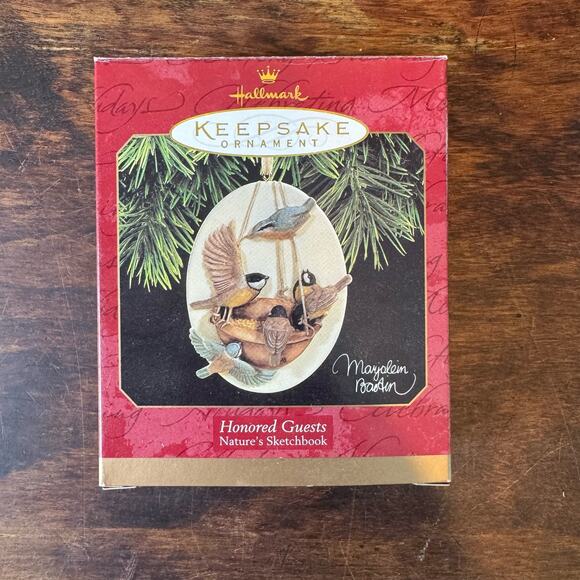 Hallmark
KEEPSAKE
ORNAMENT
Marjolein
Bastin
Honored Guests
Nature's Sketchbook